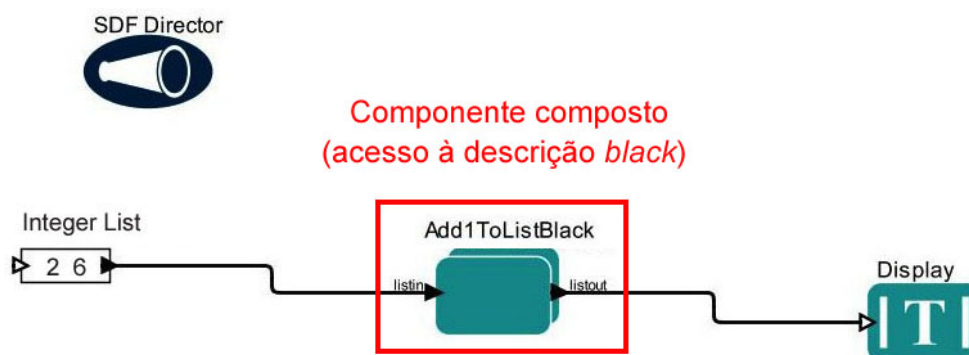 SDF Director
Componente composto
(acesso à descrição black)
Integer List
2 6
Add1ToListBlack
listin
listout
Display
T